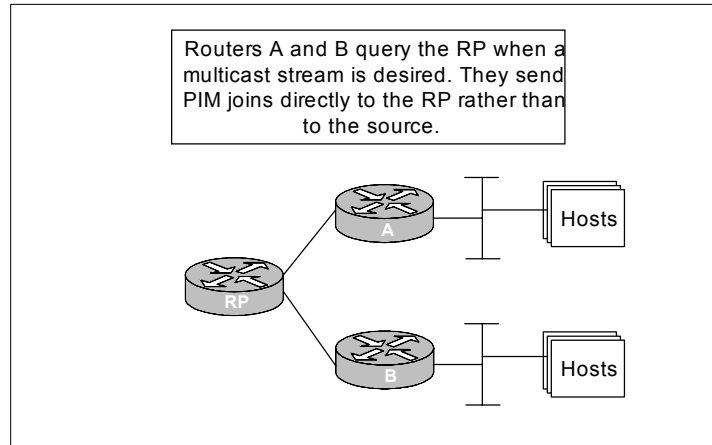 Routers A and B query the RP when a
multicast stream is desired. They send
PIM joins directly to the RP rather than
to the source.
A
Hosts
RP
B
Hosts